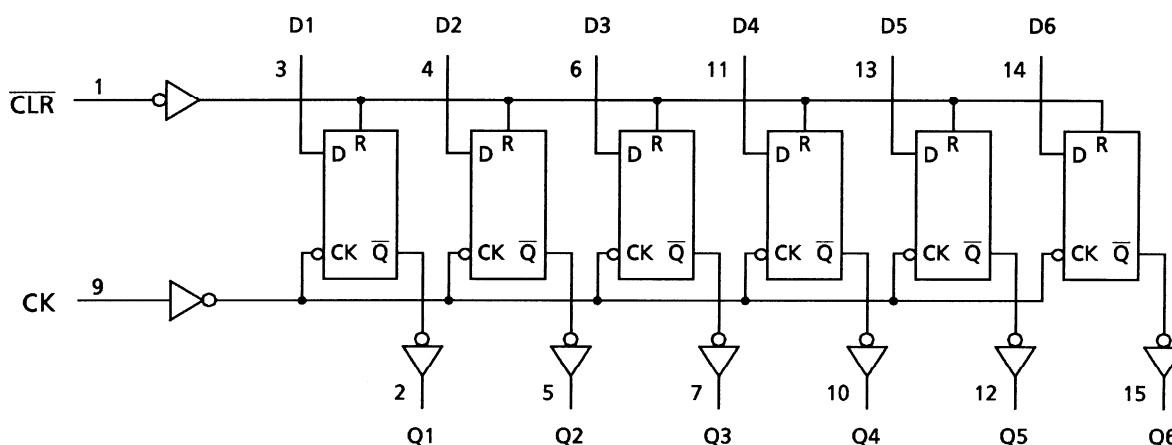 D1 D2 D3 D4 D5 D6
3 4 6 11 13 14
C̅L̅R̅ 1
R R R R R R
D D D D D D
CK Q̅ CK Q̅ CK Q̅ CK Q̅ CK Q̅ CK Q̅
CK 9
2 5 7 10 12 15
Q1 Q2 Q3 Q4 Q5 Q6